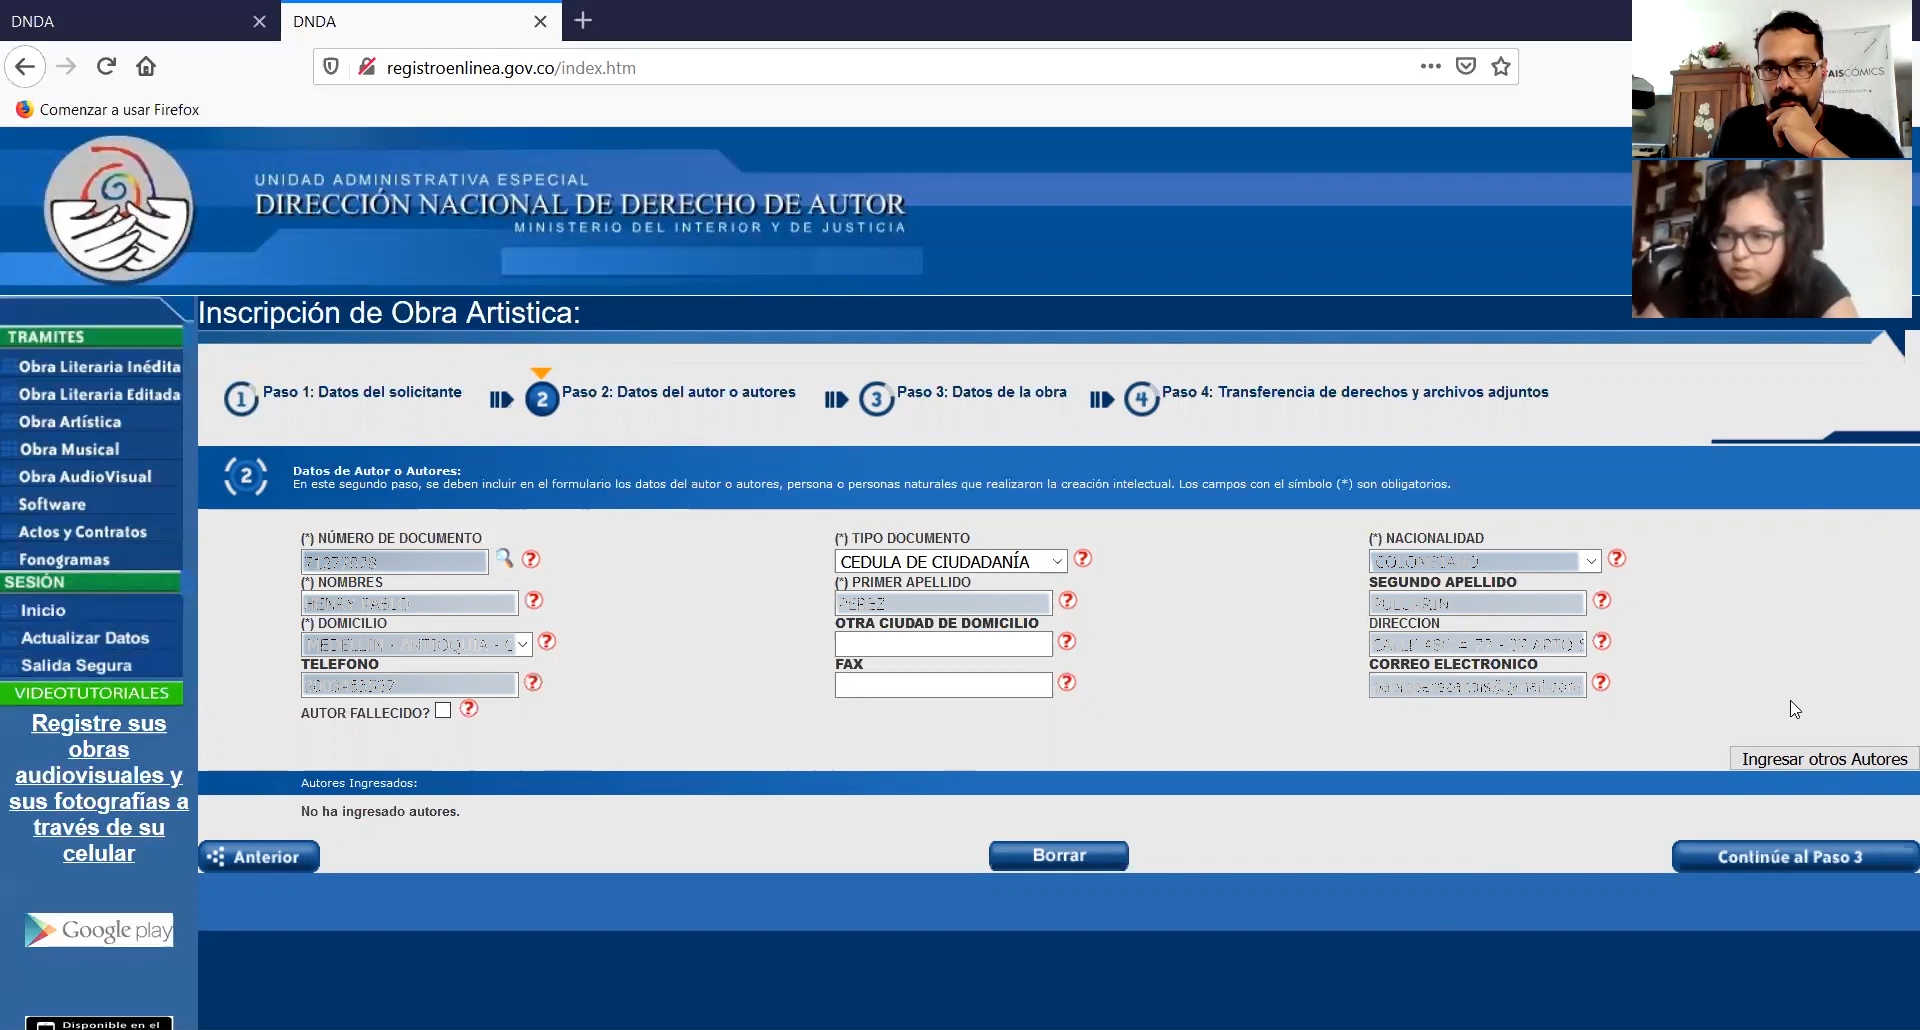 DNDA
DNDA
registroenlinea.gov.co/index.htm
Comenzar a usar Firefox
AISCÓMICS
UNIDAD ADMINISTRATIVA ESPECIAL
DIRECCIÓN NACIONAL DE DERECHO DE AUTOR
MINISTERIO DEL INTERIOR Y DE JUSTICIA
Inscripción de Obra Artistica:
TRAMITES
Obra Literaria Inédita
Obra Literaria Editada
Obra Artística
Obra Musical
Obra AudioVisual
Software
Actos y Contratos
Fonogramas
SESIÓN
Inicio
Actualizar Datos
Salida Segura
VIDEOTUTORIALES
Registre sus
obras
audiovisuales y
sus fotografías a
través de su
celular
Google play
Disponible en el
1 Paso 1: Datos del solicitante 2 Paso 2: Datos del autor o autores 3 Paso 3: Datos de la obra 4 Paso 4: Transferencia de derechos y archivos adjuntos
2
Datos de Autor o Autores:
En este segundo paso, se deben incluir en el formulario los datos del autor o autores, persona o personas naturales que realizaron la creación intelectual. Los campos con el símbolo (*) son obligatorios.
(*) NÚMERO DE DOCUMENTO (*) TIPO DOCUMENTO (*) NACIONALIDAD
CEDULA DE CIUDADANÍA
(*) NOMBRES (*) PRIMER APELLIDO SEGUNDO APELLIDO
(*) DOMICILIO OTRA CIUDAD DE DOMICILIO DIRECCION
TELEFONO FAX CORREO ELECTRONICO
AUTOR FALLECIDO?
Ingresar otros Autores
Autores Ingresados:
No ha ingresado autores.
Anterior Borrar Continúe al Paso 3